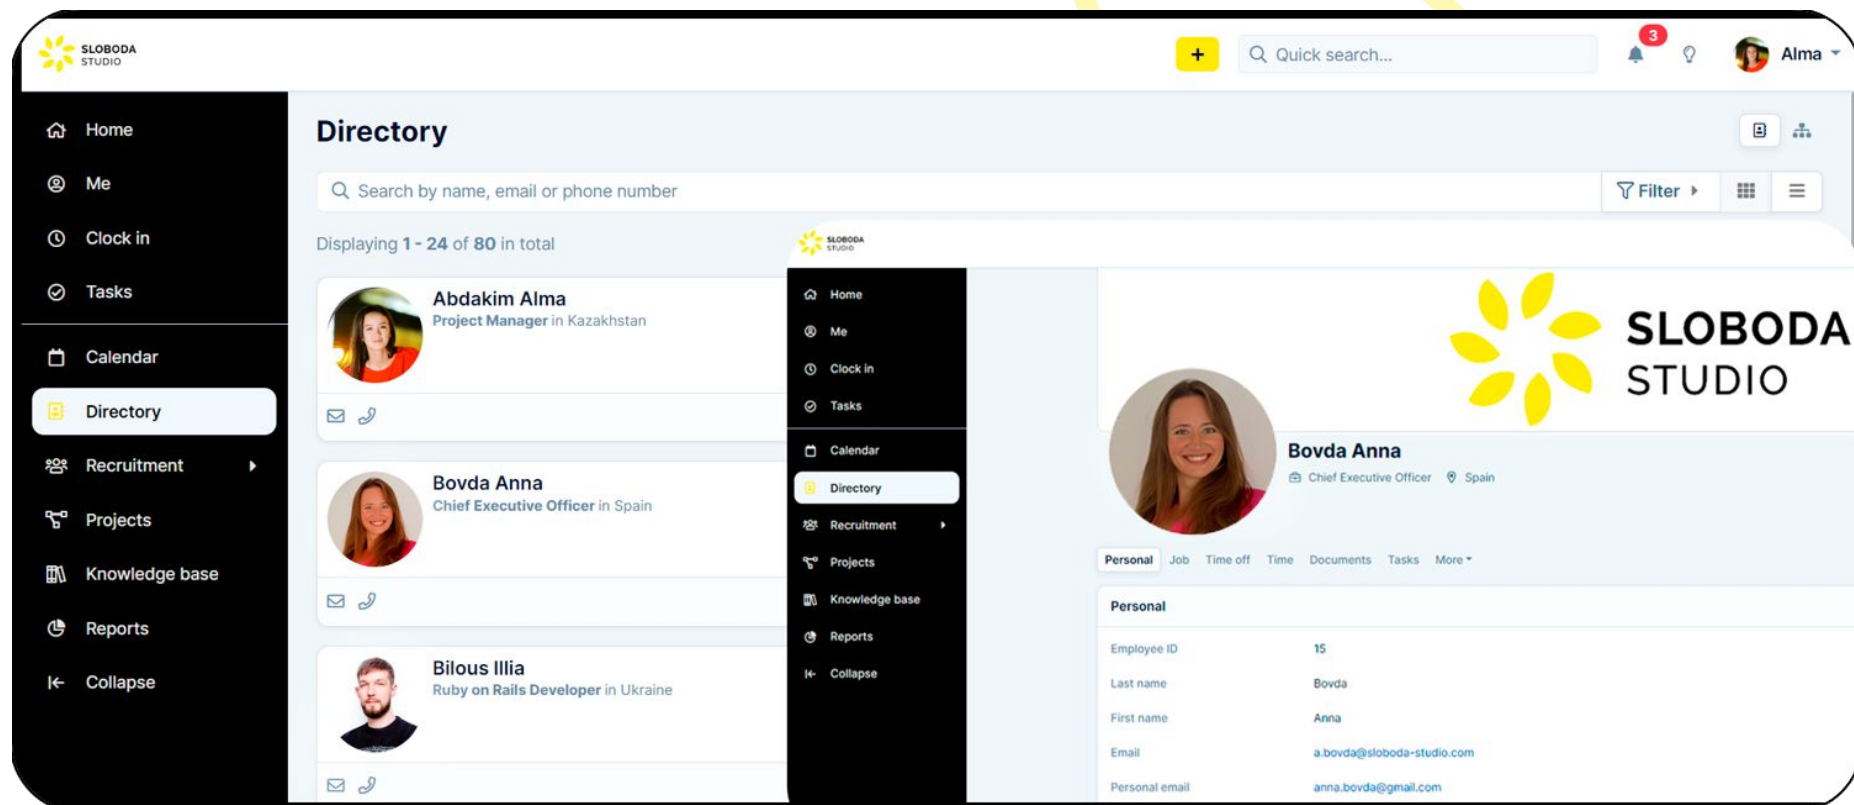 SLOBODA
STUDIO
+
Quick search...
3
Alma
Home
Me
Clock in
Tasks
Calendar
Directory
Recruitment
Projects
Knowledge base
Reports
Collapse
Directory
Search by name, email or phone number
Filter
Displaying 1 - 24 of 80 in total
Abdakim Alma
Project Manager in Kazakhstan
Bovda Anna
Chief Executive Officer in Spain
Bilous Illia
Ruby on Rails Developer in Ukraine
SLOBODA
STUDIO
Home
Me
Clock in
Tasks
Calendar
Directory
Recruitment
Projects
Knowledge base
Reports
Collapse
SLOBODA
STUDIO
Bovda Anna
Chief Executive Officer Spain
Personal Job Time off Time Documents Tasks More
Personal
Employee ID 15
Last name Bovda
First name Anna
Email a.bovda@sloboda-studio.com
Personal email anna.bovda@gmail.com